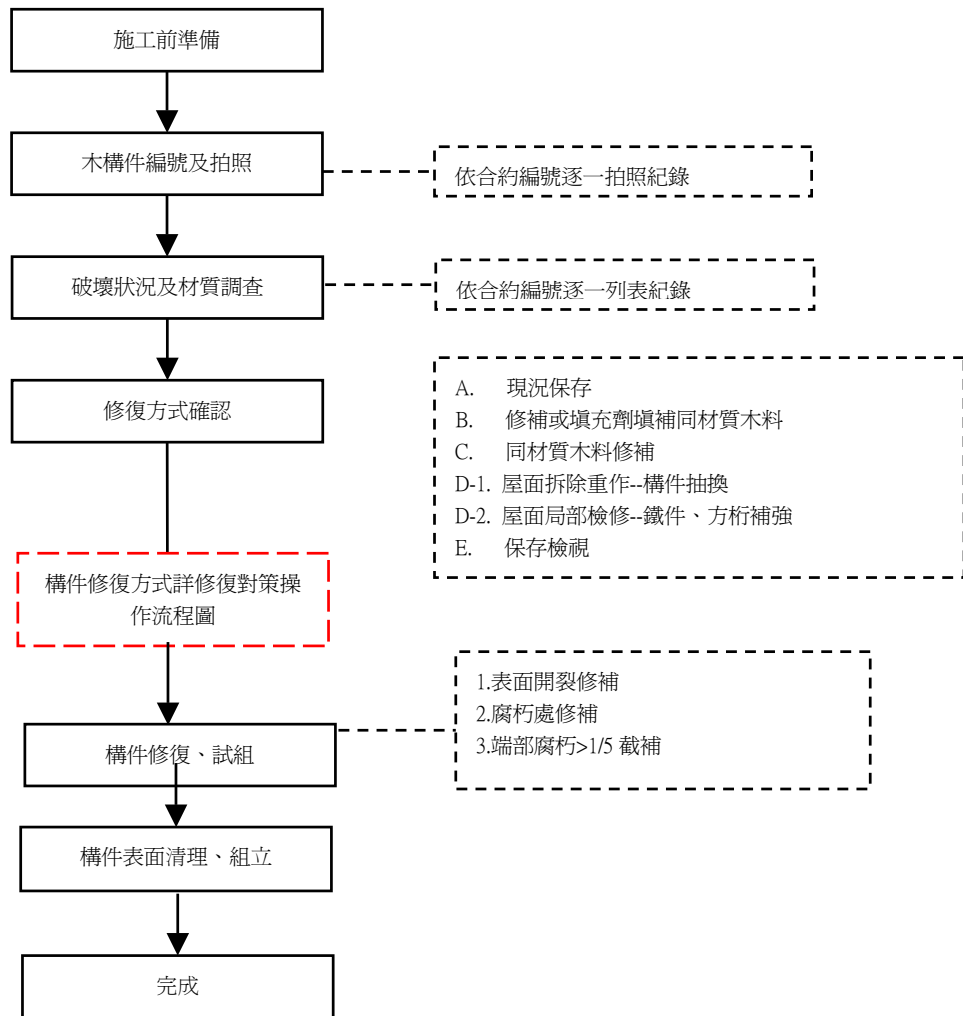 施工前準備
木構件編號及拍照
依合約編號逐一拍照紀錄
破壞狀況及材質調查
依合約編號逐一列表紀錄
修復方式確認
A. 現況保存
B. 修補或填充劑填補同材質木料
C. 同材質木料修補
D-1. 屋面拆除重作--構件抽換
D-2. 屋面局部檢修--鐵件、方桁補強
E. 保存檢視
構件修復方式詳修復對策操
作流程圖
1.表面開裂修補
2.腐朽處修補
3.端部腐朽>1/5 截補
構件修復、試組
構件表面清理、組立
完成